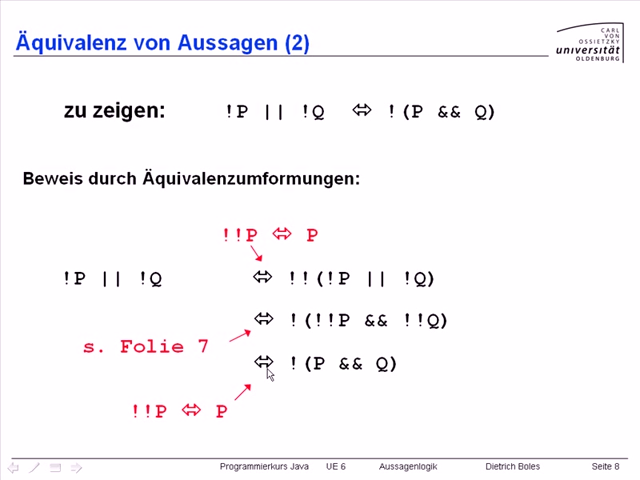 Äquivalenz von Aussagen (2)
CARL
VON
OSSIETZKY
universität
OLDENBURG
zu zeigen: !P || !Q ⇔ !(P && Q)
Beweis durch Äquivalenzumformungen:
!!P ⇔ P
!P || !Q ⇔ !!(!P || !Q)
⇔ !(!!P && !!Q)
s. Folie 7
⇔ !(P && Q)
!!P ⇔ P
Programmierkurs Java UE 6 Aussagenlogik Dietrich Boles Seite 8